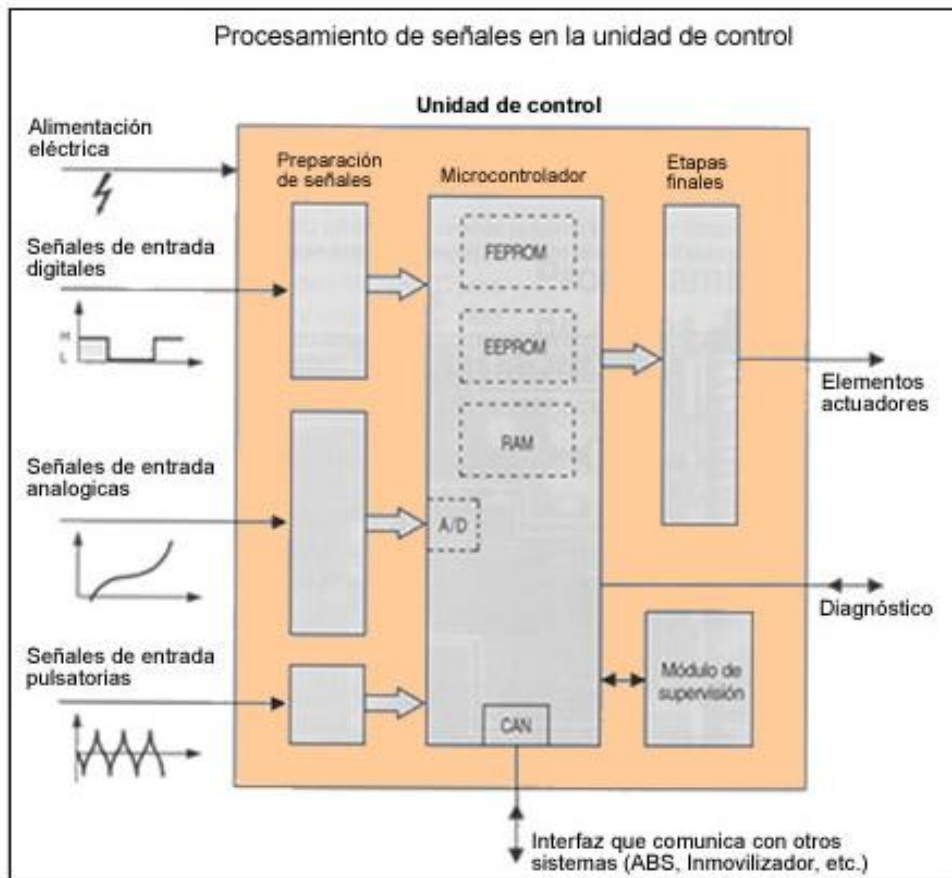 Procesamiento de señales en la unidad de control
Unidad de control
Alimentación
eléctrica
Preparación
de señales
Microcontrolador
Etapas
finales
Señales de entrada
digitales
H
L
FEPROM
EEPROM
RAM
Elementos
actuadores
Señales de entrada
analogicas
A/D
Diagnóstico
Señales de entrada
pulsatorias
Módulo de
supervisión
CAN
Interfaz que comunica con otros
sistemas (ABS, Inmovilizador, etc.)